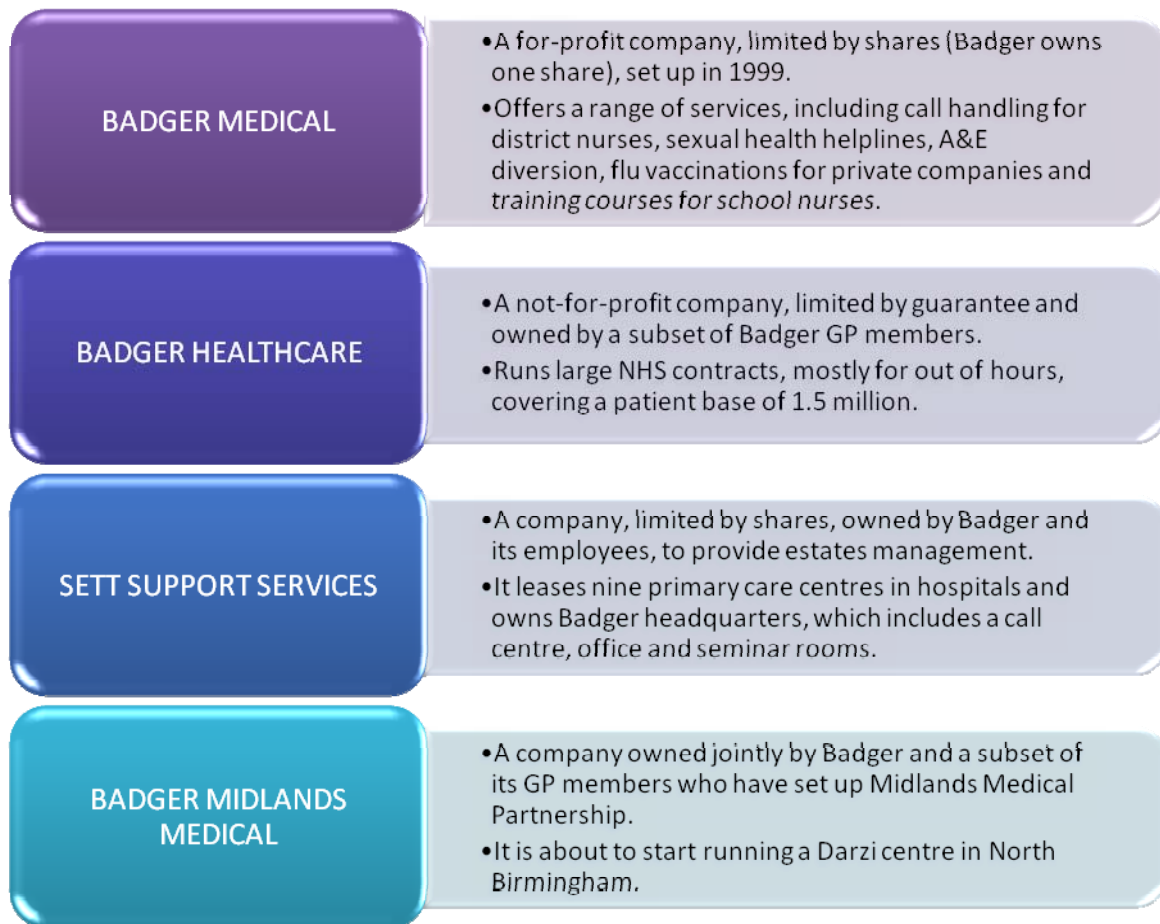 BADGER MEDICAL
•A for-profit company, limited by shares (Badger owns
one share), set up in 1999.
•Offers a range of services, including call handling for
district nurses, sexual health helplines, A&E
diversion, flu vaccinations for private companies and
training courses for school nurses.
BADGER HEALTHCARE
•A not-for-profit company, limited by guarantee and
owned by a subset of Badger GP members.
•Runs large NHS contracts, mostly for out of hours,
covering a patient base of 1.5 million.
SETT SUPPORT SERVICES
•A company, limited by shares, owned by Badger and
its employees, to provide estates management.
•It leases nine primary care centres in hospitals and
owns Badger headquarters, which includes a call
centre, office and seminar rooms.
BADGER MIDLANDS
MEDICAL
•A company owned jointly by Badger and a subset of
its GP members who have set up Midlands Medical
Partnership.
•It is about to start running a Darzi centre in North
Birmingham.